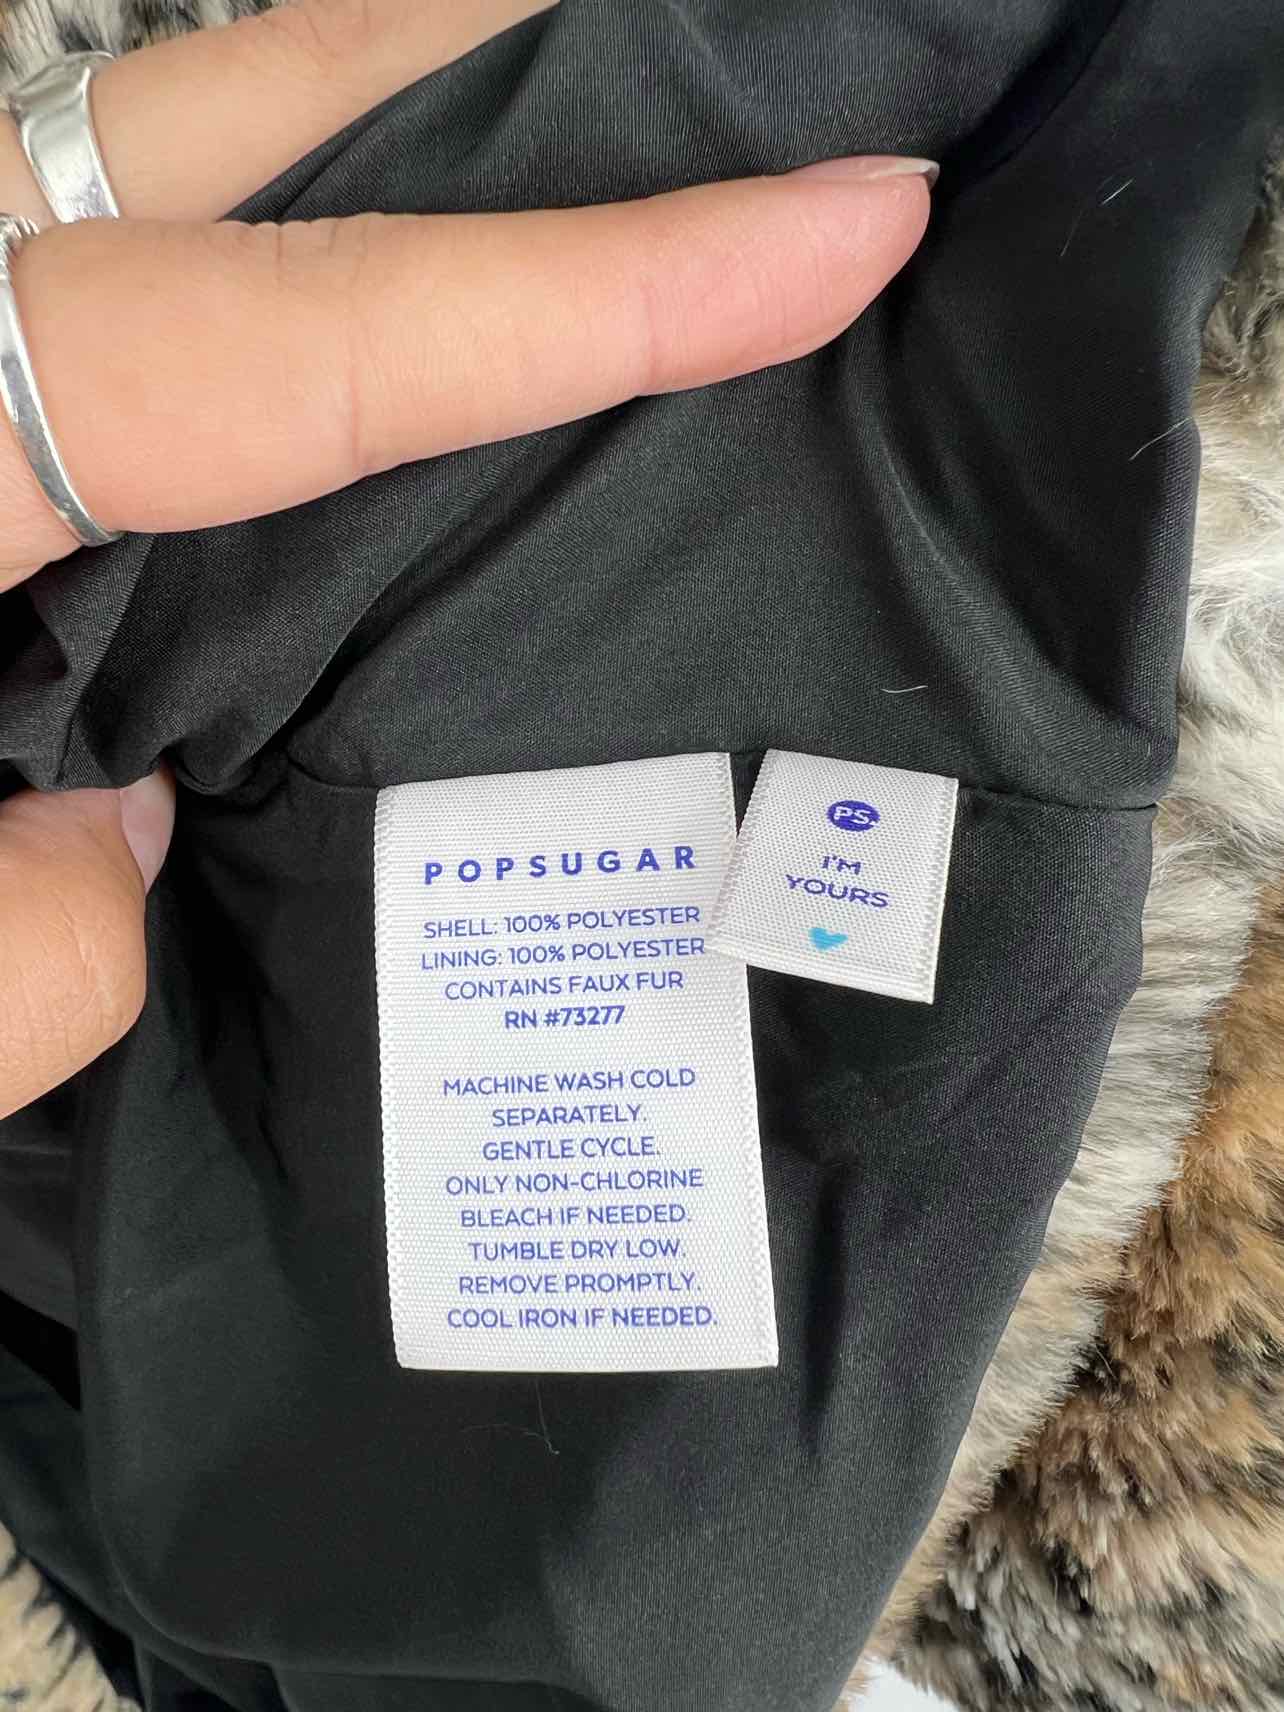 POPSUGAR
SHELL: 100% POLYESTER
LINING: 100% POLYESTER
CONTAINS FAUX FUR
RN #73277
MACHINE WASH COLD
SEPARATELY.
GENTLE CYCLE.
ONLY NON-CHLORINE
BLEACH IF NEEDED.
TUMBLE DRY LOW.
REMOVE PROMPTLY.
COOL IRON IF NEEDED.
PS.
I'M
YOURS